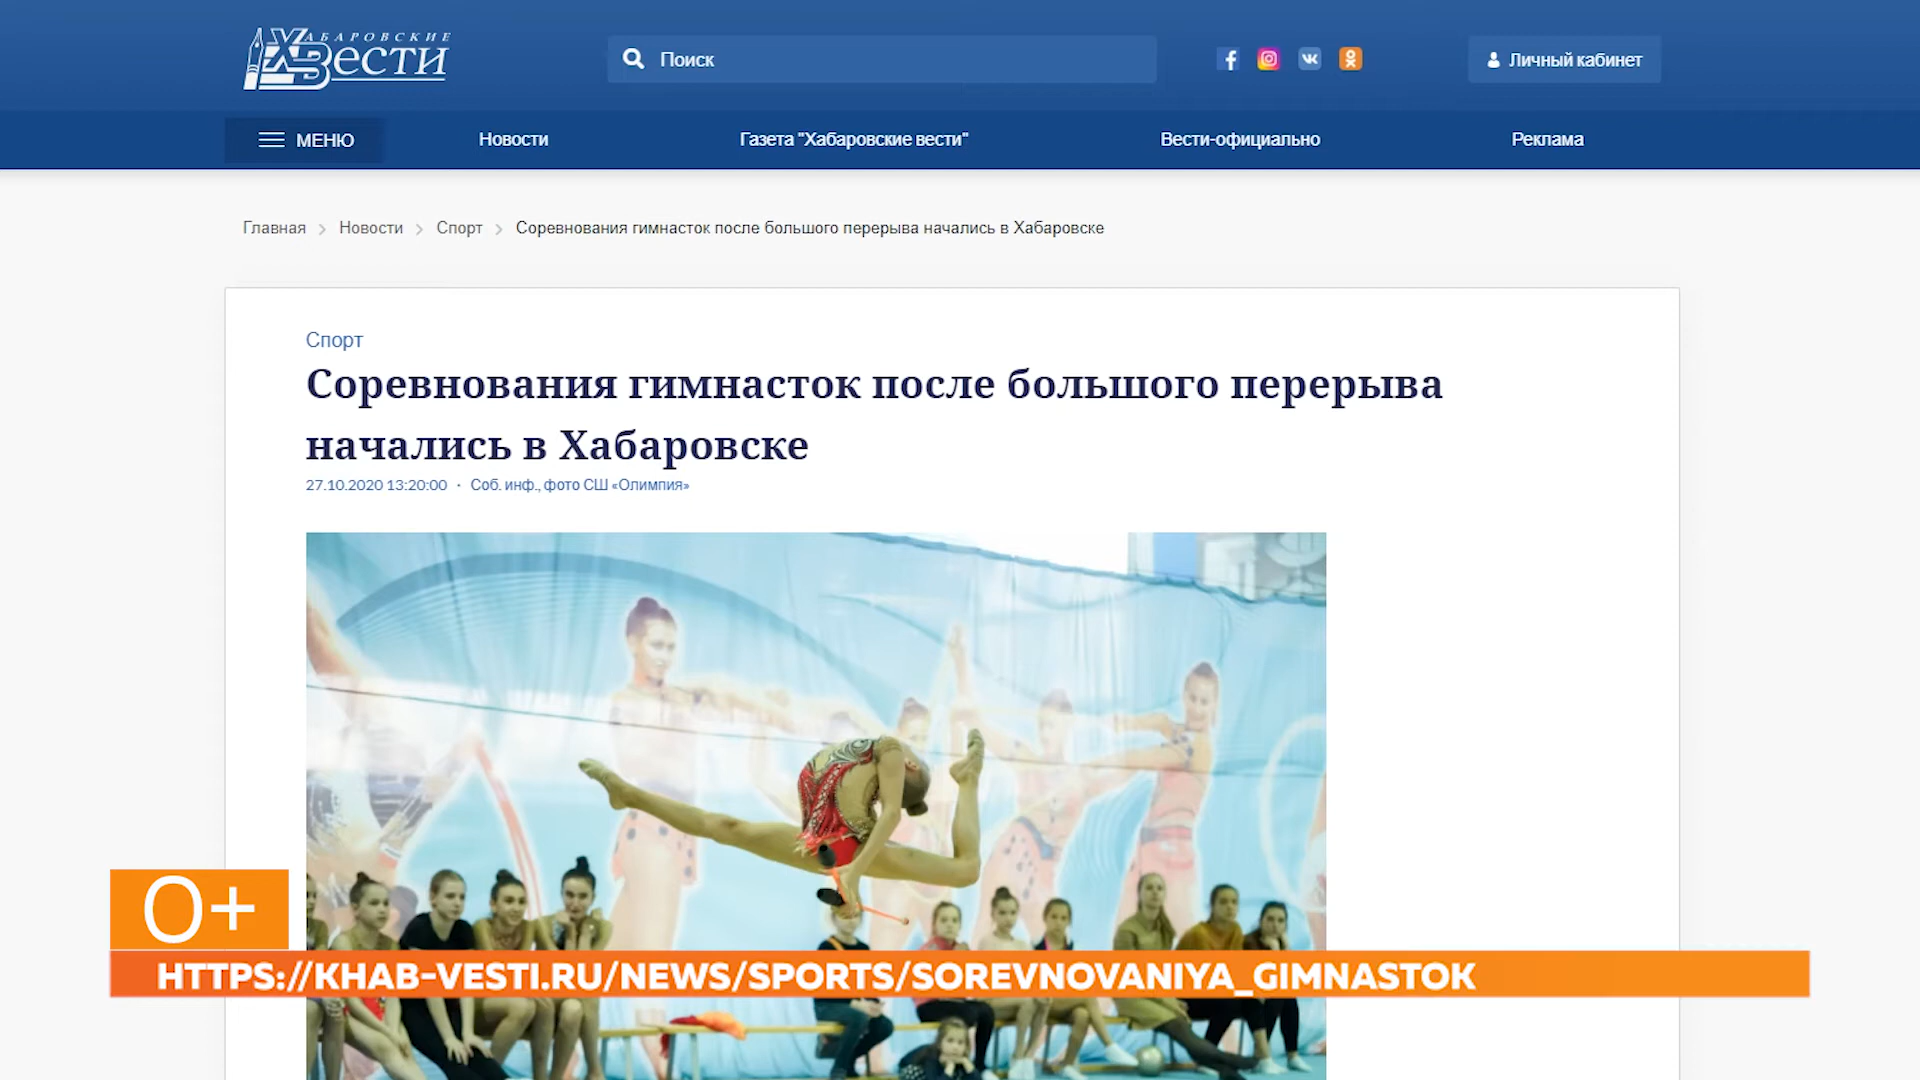 ХАБАРОВСКИЕ
ВЕСТИ
Поиск
Личный кабинет
МЕНЮ
Новости
Газета "Хабаровские вести"
Вести-официально
Реклама
Главная
Новости
Спорт
Соревнования гимнасток после большого перерыва начались в Хабаровске
Спорт
Соревнования гимнасток после большого перерыва
начались в Хабаровске
27.10.2020 13:20:00 · Соб. инф., фото СШ «Олимпия»
0+
HTTPS://KHAB-VESTI.RU/NEWS/SPORTS/SOREVNOVANIYA_GIMNASTOK